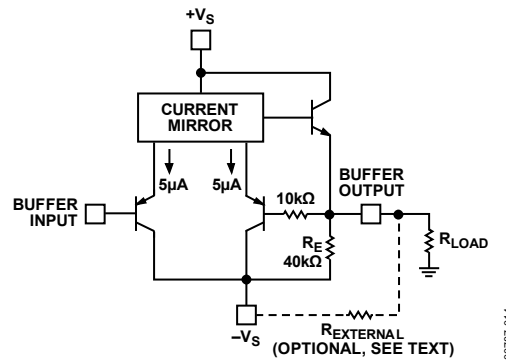 +VS
CURRENT
MIRROR
5µA
5µA
BUFFER
INPUT
10kΩ
BUFFER
OUTPUT
RE
40kΩ
RLOAD
–VS
REXTERNAL
(OPTIONAL, SEE TEXT)